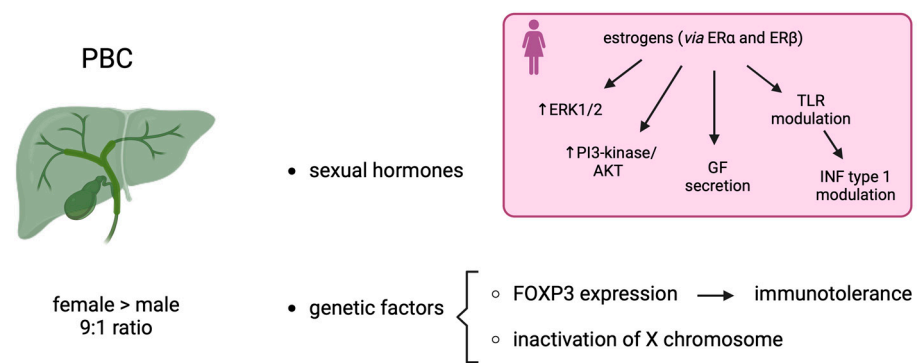 PBC
female > male
9:1 ratio
• sexual hormones
estrogens (via ERα and ERβ)
↑ERK1/2
↑PI3-kinase/
AKT
GF
secretion
TLR
modulation
INF type 1
modulation
• genetic factors
○ FOXP3 expression → immunotolerance
○ inactivation of X chromosome